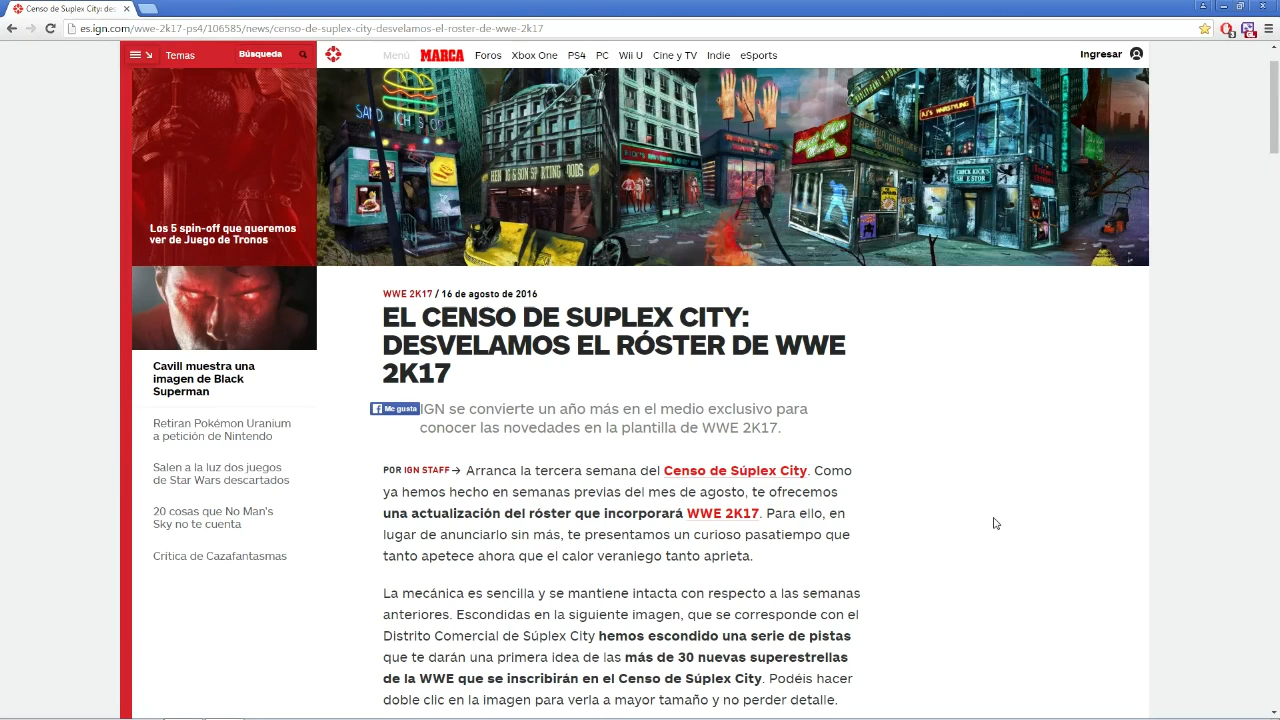 Censo de Suplex City: des
es.ign.com/wwe-2k17-ps4/106585/news/censo-de-suplex-city-desvelamos-el-roster-de-wwe-2k17
Temas
Búsqueda
Menú
MARCA
Foros
Xbox One
PS4
PC
Wii U
Cine y TV
Indie
eSports
Ingresar
Los 5 spin-off que queremos
ver de Juego de Tronos
Cavill muestra una
imagen de Black
Superman
Retiran Pokémon Uranium
a petición de Nintendo
Salen a la luz dos juegos
de Star Wars descartados
20 cosas que No Man's
Sky no te cuenta
Crítica de Cazafantasmas
WWE 2K17 / 16 de agosto de 2016
EL CENSO DE SUPLEX CITY:
DESVELAMOS EL RÓSTER DE WWE
2K17
Me gusta
IGN se convierte un año más en el medio exclusivo para
conocer las novedades en la plantilla de WWE 2K17.
POR IGN STAFF → Arranca la tercera semana del Censo de Súplex City. Como
ya hemos hecho en semanas previas del mes de agosto, te ofrecemos
una actualización del róster que incorporará WWE 2K17. Para ello, en
lugar de anunciarlo sin más, te presentamos un curioso pasatiempo que
tanto apetece ahora que el calor veraniego tanto aprieta.
La mecánica es sencilla y se mantiene intacta con respecto a las semanas
anteriores. Escondidas en la siguiente imagen, que se corresponde con el
Distrito Comercial de Súplex City hemos escondido una serie de pistas
que te darán una primera idea de las más de 30 nuevas superestrellas
de la WWE que se inscribirán en el Censo de Súplex City. Podéis hacer
doble clic en la imagen para verla a mayor tamaño y no perder detalle.